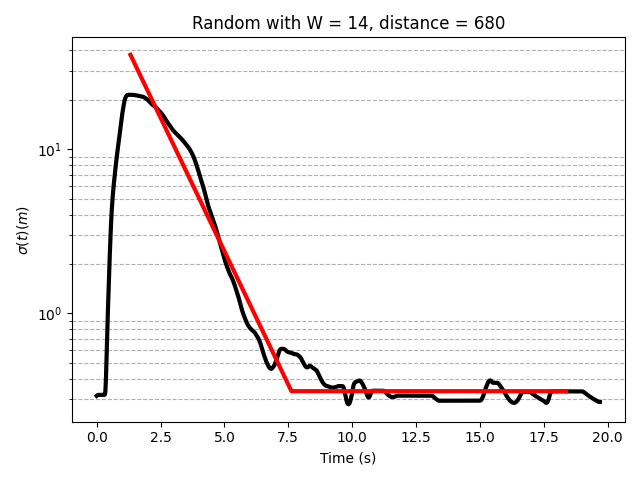 Random with W = 14, distance = 680
σ(t)(m)
10¹
10⁰
0.0 2.5 5.0 7.5 10.0 12.5 15.0 17.5 20.0
Time (s)